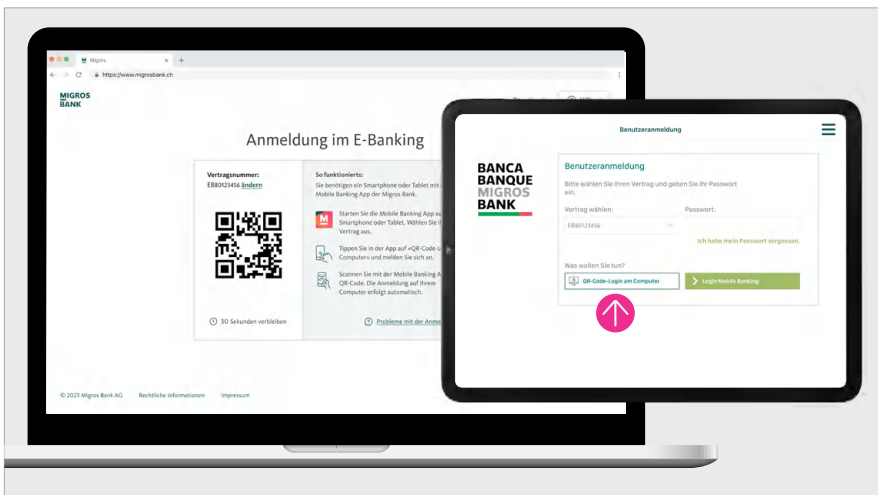 Migros
https://www.migrosbank.ch
MIGROS
BANK
Anmeldung im E-Banking
Vertragsnummer:
EB80123456 ändern
30 Sekunden verbleiben
So funktionierts:
Sie benötigen ein Smartphone oder Tablet mit
Mobile Banking App der Migros Bank.
Starten Sie die Mobile Banking App
Smartphone oder Tablet. Wählen Sie
Vertrag aus.
Tippen Sie in der App auf «QR-Code-L
Computer» und melden Sie sich an.
Scannen Sie mit der Mobile Banking A
QR-Code. Die Anmeldung auf Ihrem
Computer erfolgt automatisch.
Probleme mit der Anme
© 2023 Migros Bank AG Rechtliche Informationen Impressum
Benutzeranmeldung
BANCA
BANQUE
MIGROS
BANK
Benutzeranmeldung
Bitte wählen Sie Ihren Vertrag und geben Sie Ihr Passwort
ein.
Vertrag wählen: Passwort:
EB80123456
Ich habe mein Passwort vergessen.
Was wollen Sie tun?
QR-Code-Login am Computer
Login Mobile Banking